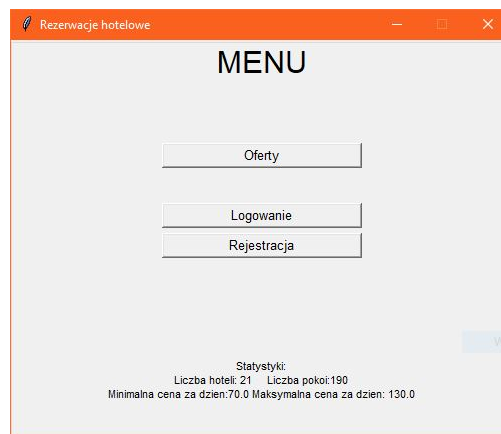 Rezerwacje hotelowe
MENU
Oferty
Logowanie
Rejestracja
Statystyki:
Liczba hoteli: 21 Liczba pokoi:190
Minimalna cena za dzien:70.0 Maksymalna cena za dzien: 130.0